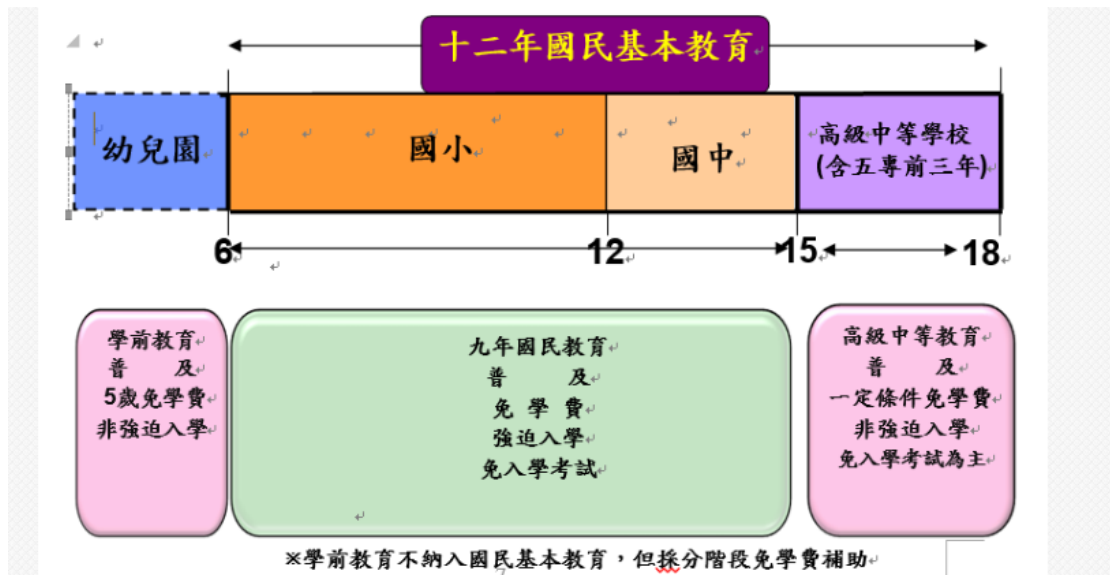 十二年國民基本教育
幼兒園
國小
國中
高級中等學校
(含五專前三年)
6
12
15
18
學前教育
普 及
5歲免學費
非強迫入學
九年國民教育
普 及
免 學 費
強迫入學
免入學考試
高級中等教育
普 及
一定條件免學費
非強迫入學
免入學考試為主
※學前教育不納入國民基本教育，但採分階段免學費補助